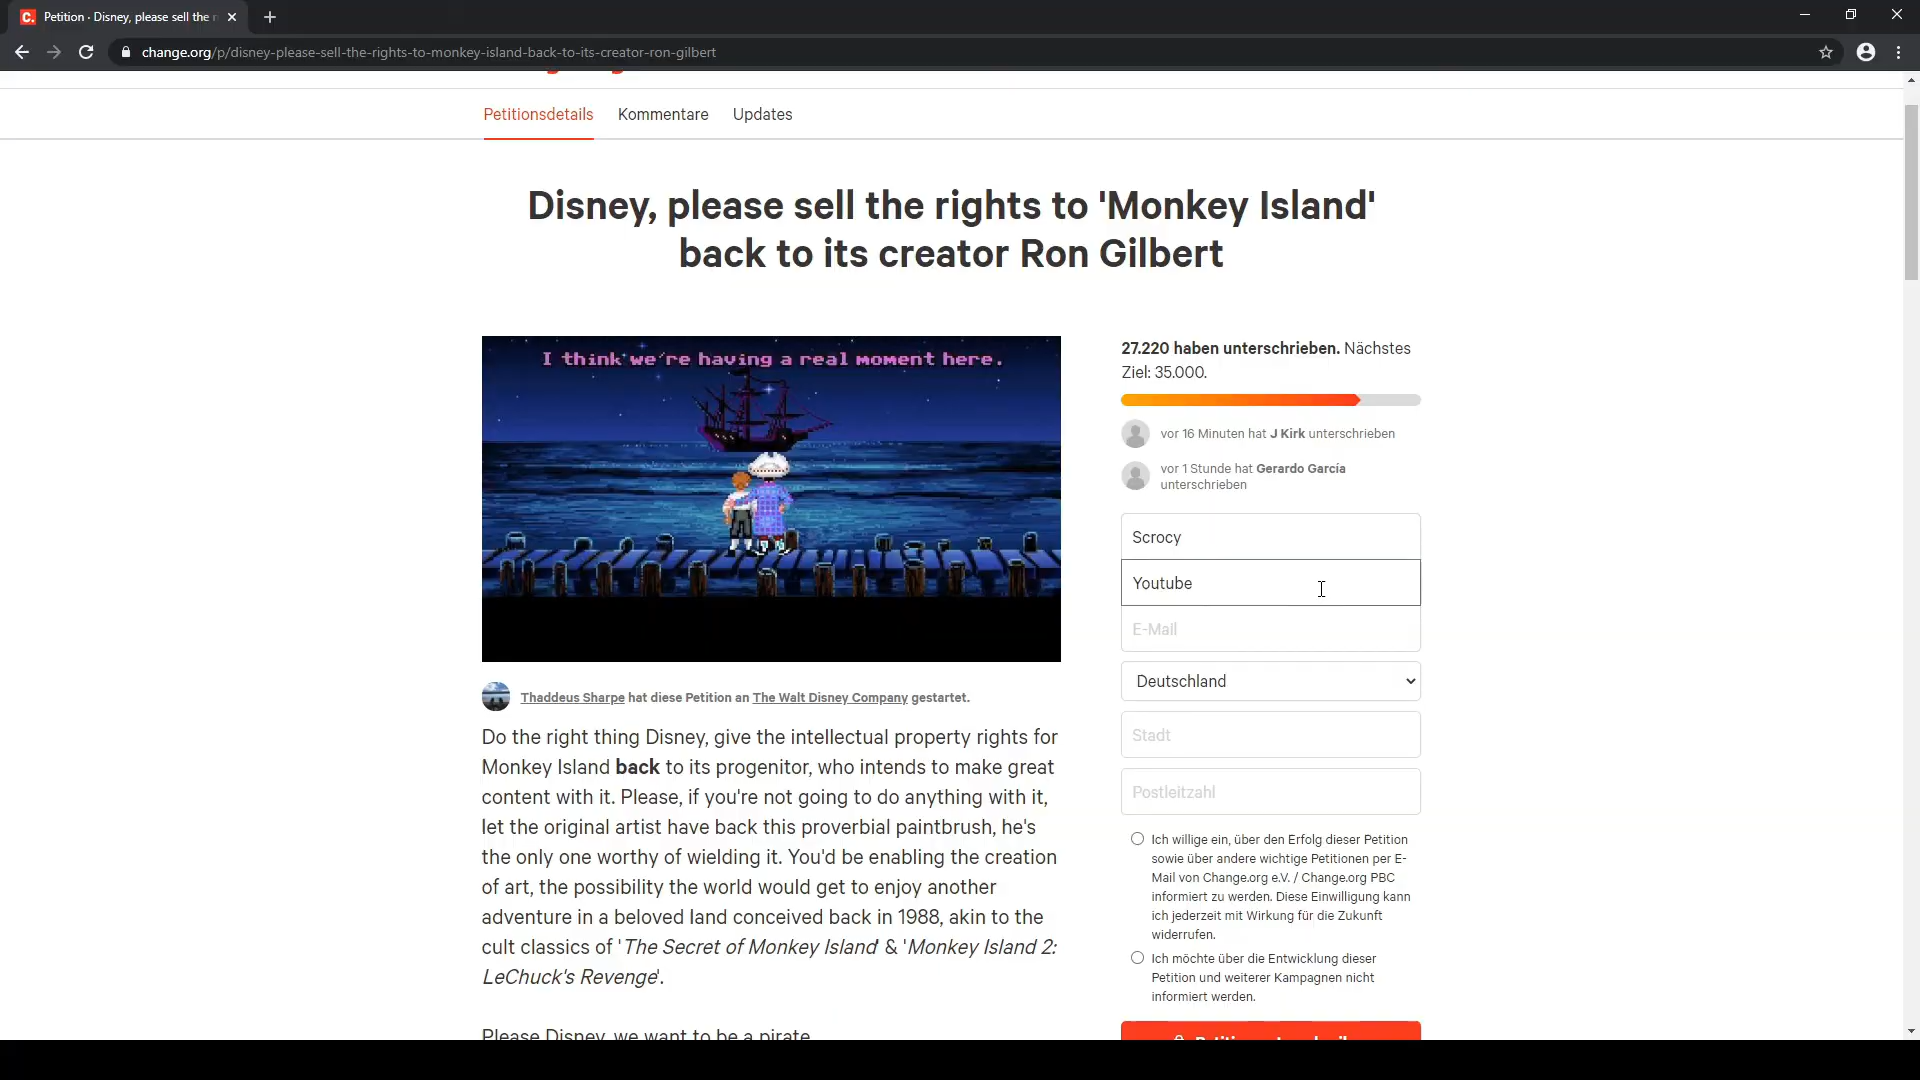 Petition · Disney, please sell the r
change.org/p/disney-please-sell-the-rights-to-monkey-island-back-to-its-creator-ron-gilbert
Petitionsdetails Kommentare Updates
Disney, please sell the rights to 'Monkey Island'
back to its creator Ron Gilbert
I think we're having a real moment here.
Thaddeus Sharpe hat diese Petition an The Walt Disney Company gestartet.
Do the right thing Disney, give the intellectual property rights for
Monkey Island back to its progenitor, who intends to make great
content with it. Please, if you're not going to do anything with it,
let the original artist have back this proverbial paintbrush, he's
the only one worthy of wielding it. You'd be enabling the creation
of art, the possibility the world would get to enjoy another
adventure in a beloved land conceived back in 1988, akin to the
cult classics of 'The Secret of Monkey Island' & 'Monkey Island 2:
LeChuck's Revenge'.
Please Disney, we want to be a pirate
27.220 haben unterschrieben. Nächstes
Ziel: 35.000.
vor 16 Minuten hat J Kirk unterschrieben
vor 1 Stunde hat Gerardo García
unterschrieben
Scrocy
Youtube
E-Mail
Deutschland
Stadt
Postleitzahl
Ich willige ein, über den Erfolg dieser Petition
sowie über andere wichtige Petitionen per E-
Mail von Change.org e.V. / Change.org PBC
informiert zu werden. Diese Einwilligung kann
ich jederzeit mit Wirkung für die Zukunft
widerrufen.
Ich möchte über die Entwicklung dieser
Petition und weiterer Kampagnen nicht
informiert werden.